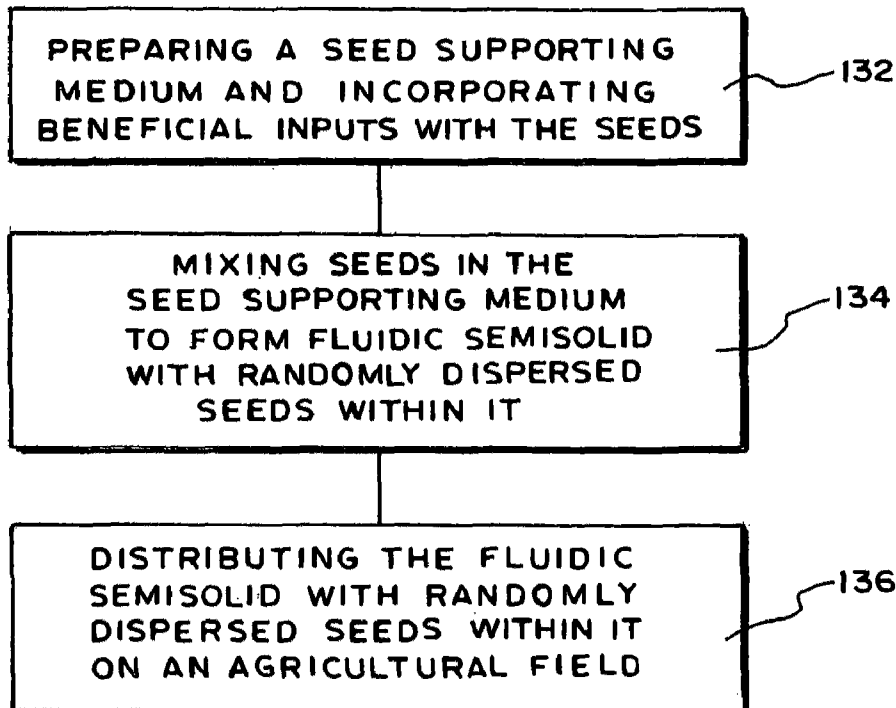 PREPARING A SEED SUPPORTING
MEDIUM AND INCORPORATING
BENEFICIAL INPUTS WITH THE SEEDS
132
MIXING SEEDS IN THE
SEED SUPPORTING MEDIUM
TO FORM FLUIDIC SEMISOLID
WITH RANDOMLY DISPERSED
SEEDS WITHIN IT
134
DISTRIBUTING THE FLUIDIC
SEMISOLID WITH RANDOMLY
DISPERSED SEEDS WITHIN IT
ON AN AGRICULTURAL FIELD
136